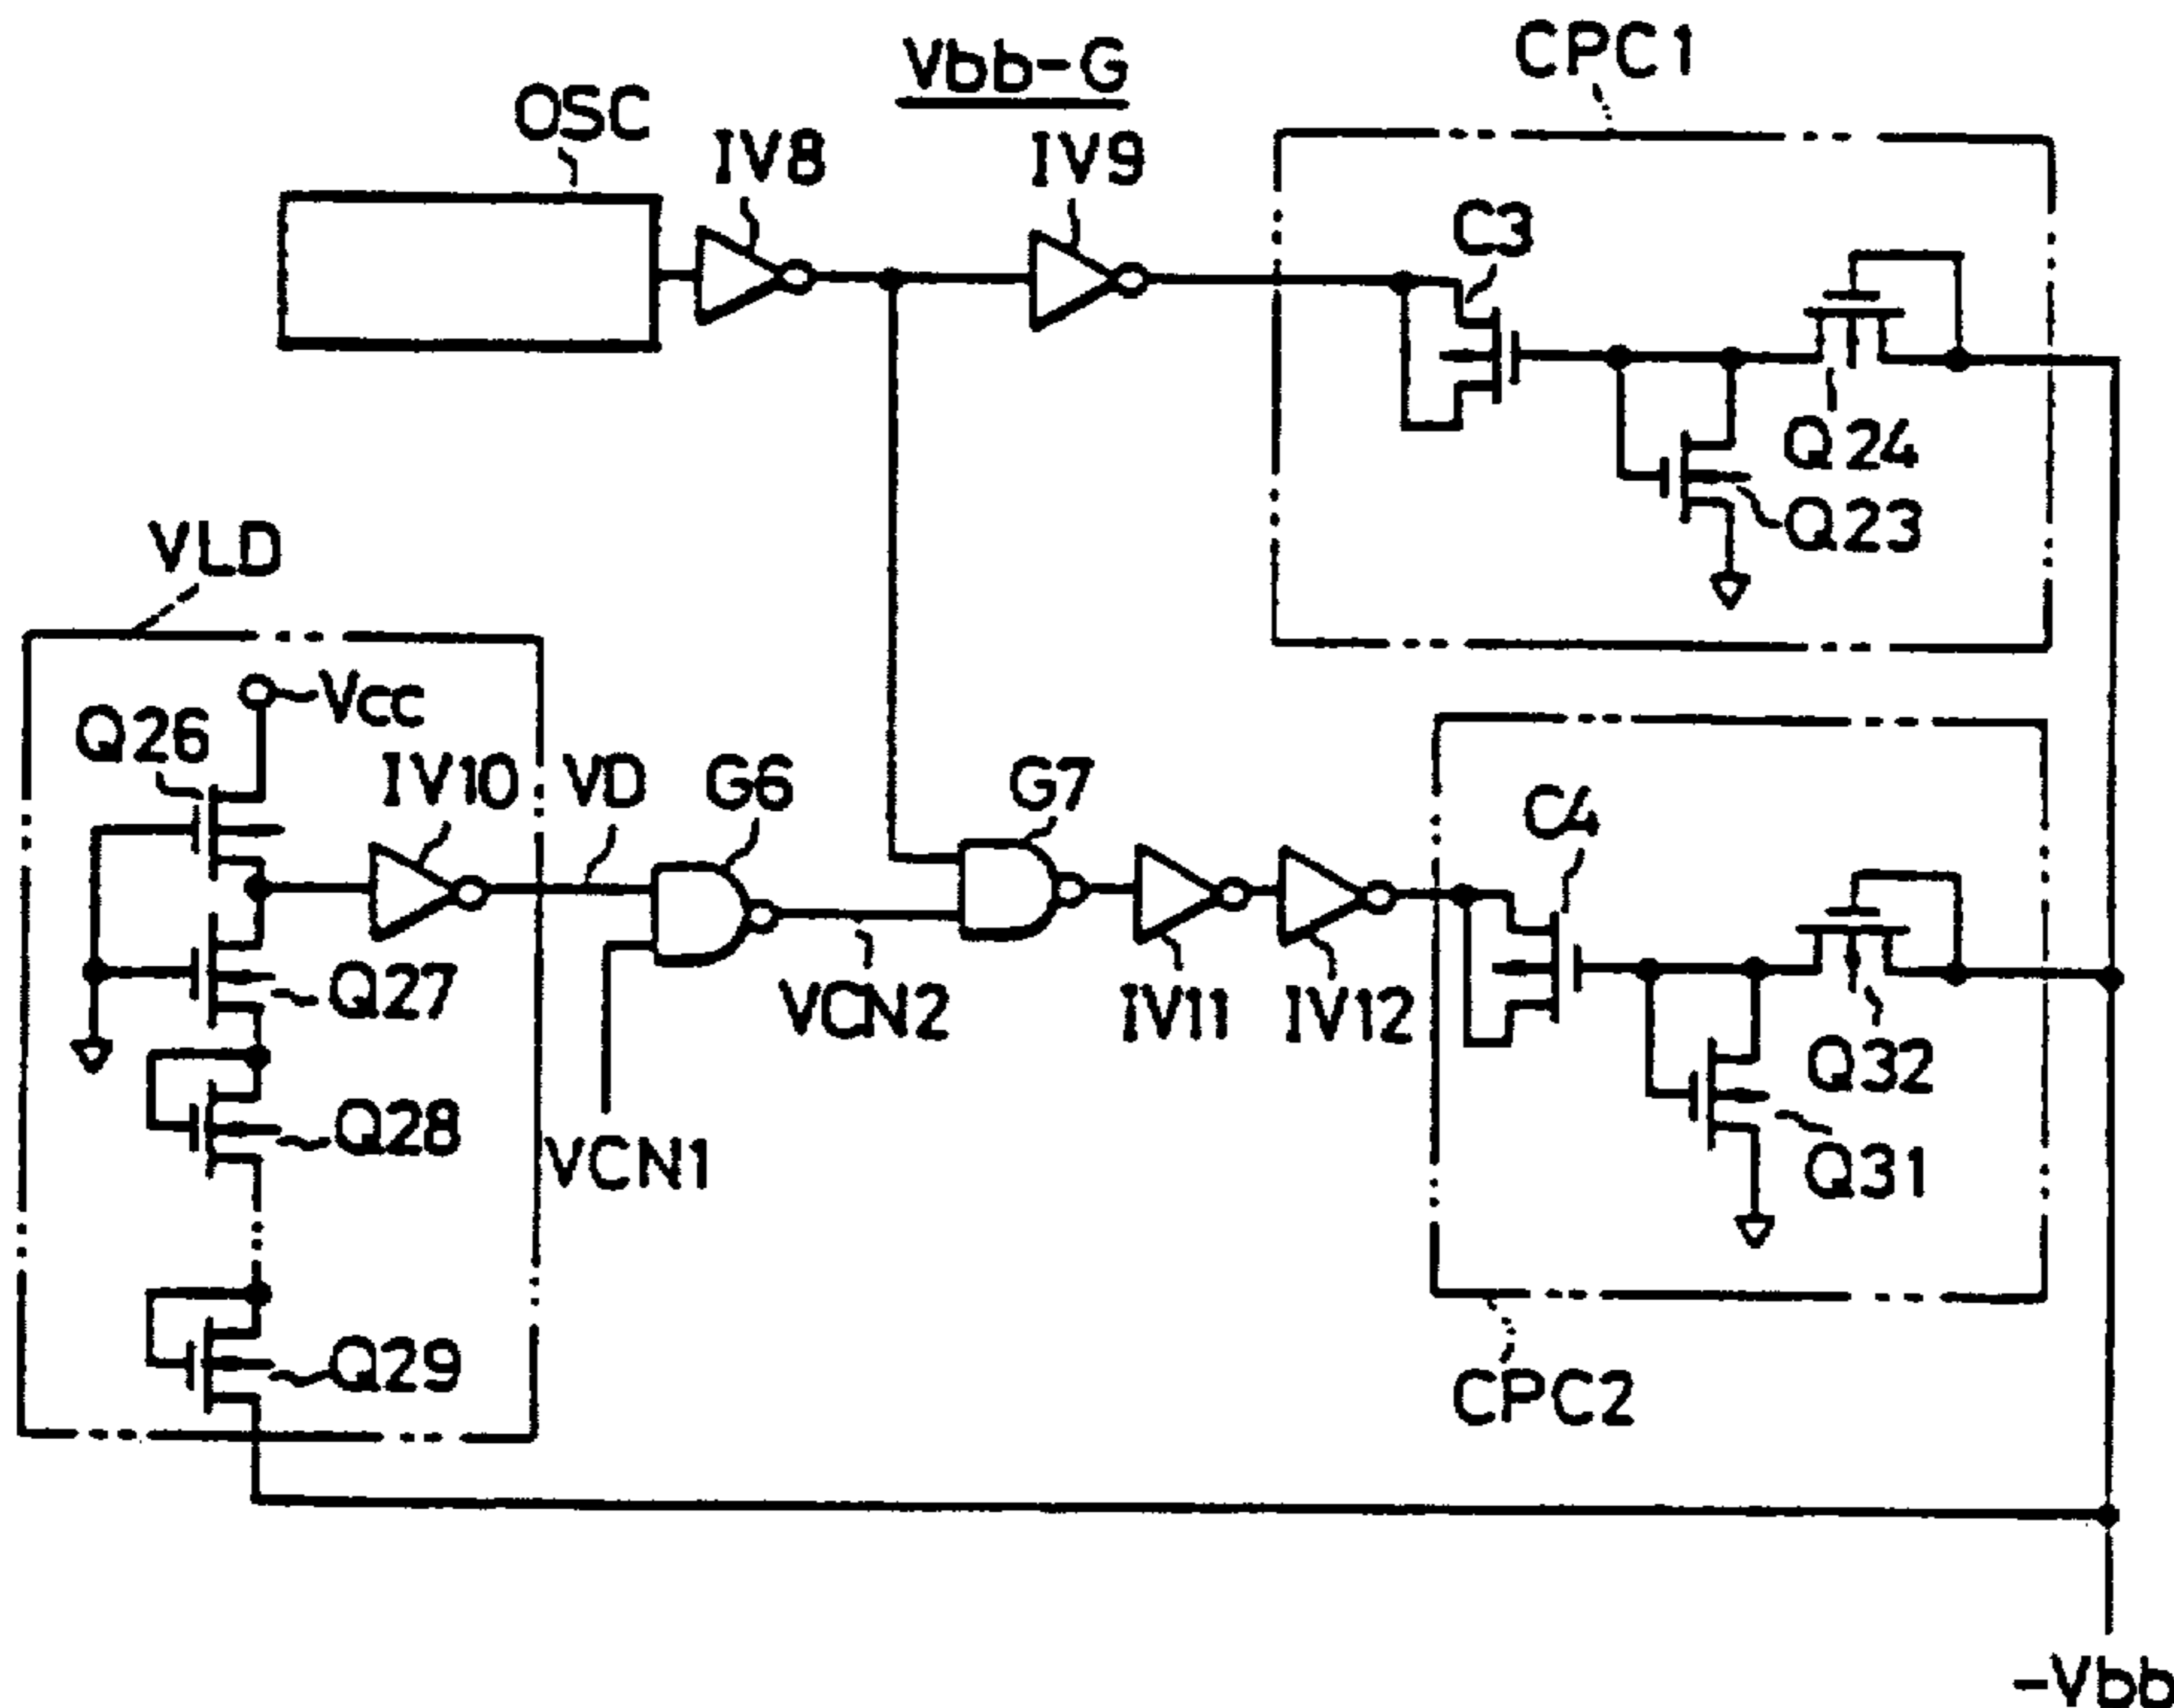 Vbb-G
CPC1
OSC
IV8
IV9
C3
Q24
Q23
VLD
Vcc
Q26
IV10
VD
G6
G7
C4
Q27
VCN2
IV11
IV12
Q32
Q28
VCN1
Q31
Q29
CPC2
-Vbb